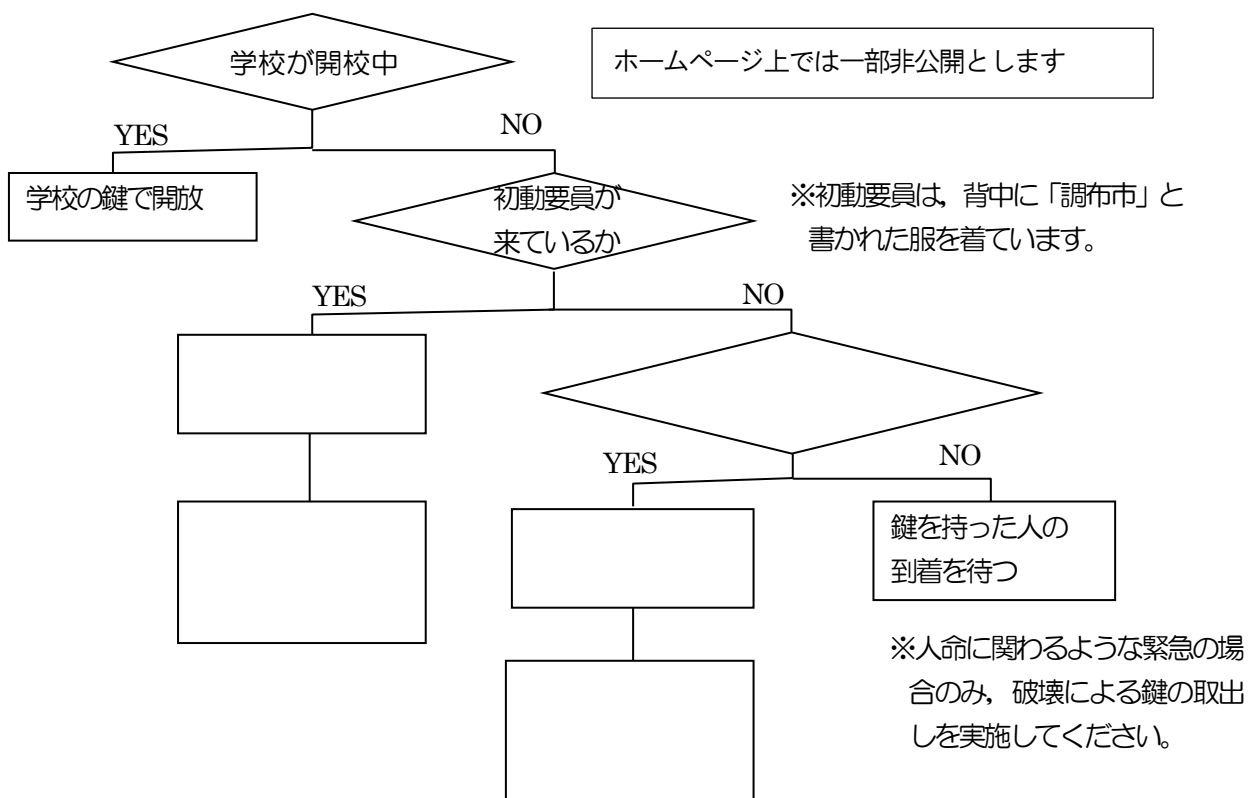 学校が開校中
ホームページ上では一部非公開とします
YES
NO
学校の鍵で開放
初動要員が
来ているか
※初動要員は，背中に「調布市」と
書かれた服を着ています。
YES
NO
YES
NO
鍵を持った人の
到着を待つ
※人命に関わるような緊急の場
合のみ，破壊による鍵の取出
しを実施してください。